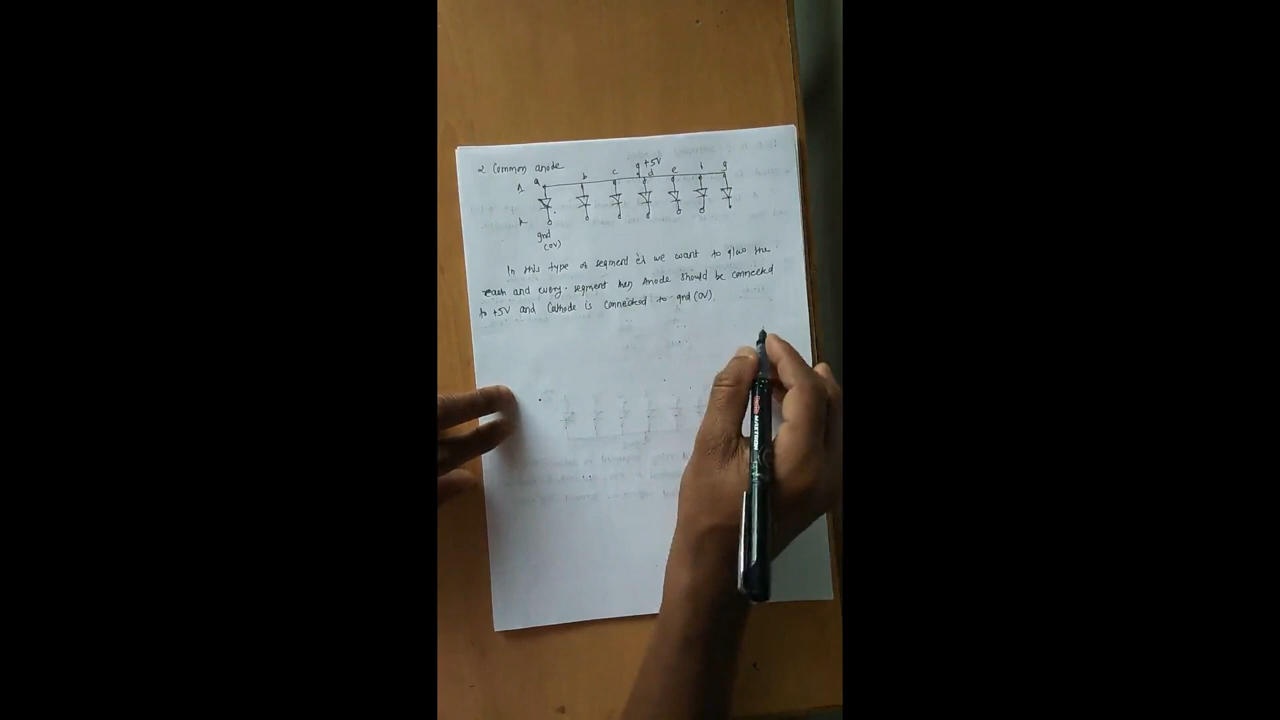 2 Common anode
+5V
a b c d e f g
A
K
gnd
(0V)
In this type of segment if we want to glow the
each and every segment then Anode should be connected
to +5V and Cathode is connected to gnd (0V).